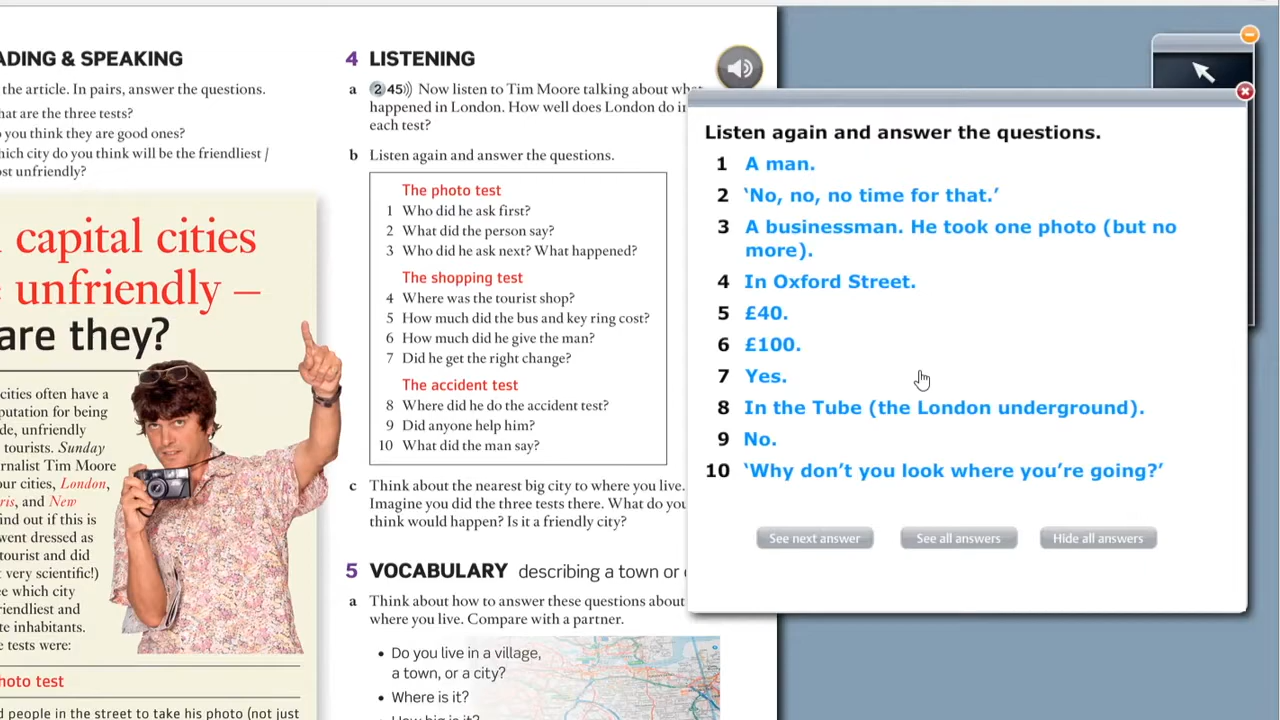 ADING & SPEAKING
the article. In pairs, answer the questions.
hat are the three tests?
o you think they are good ones?
hich city do you think will be the friendliest /
ost unfriendly?
capital cities
unfriendly –
are they?
cities often have a
putation for being
de, unfriendly
tourists. Sunday
rnalist Tim Moore
our cities, London,
ris, and New
find out if this is
went dressed as
tourist and did
t very scientific!)
ee which city
riendliest and
te inhabitants.
e tests were:
hoto test
d people in the street to take his photo (not just
4 LISTENING
a 2 45)) Now listen to Tim Moore talking about wha
happened in London. How well does London do in
each test?
b Listen again and answer the questions.
The photo test
1 Who did he ask first?
2 What did the person say?
3 Who did he ask next? What happened?
The shopping test
4 Where was the tourist shop?
5 How much did the bus and key ring cost?
6 How much did he give the man?
7 Did he get the right change?
The accident test
8 Where did he do the accident test?
9 Did anyone help him?
10 What did the man say?
c Think about the nearest big city to where you live.
Imagine you did the three tests there. What do you
think would happen? Is it a friendly city?
5 VOCABULARY describing a town or
a Think about how to answer these questions about
where you live. Compare with a partner.
• Do you live in a village,
a town, or a city?
• Where is it?
• How big is it?
Listen again and answer the questions.
1 A man.
2 ‘No, no, no time for that.’
3 A businessman. He took one photo (but no
more).
4 In Oxford Street.
5 £40.
6 £100.
7 Yes.
8 In the Tube (the London underground).
9 No.
10 ‘Why don’t you look where you’re going?’
See next answer
See all answers
Hide all answers